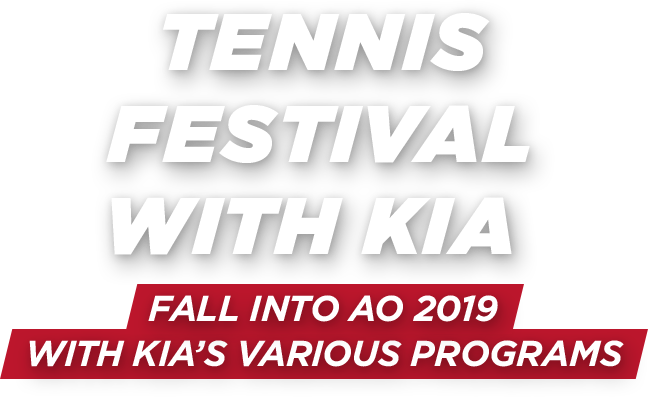 TENNIS
FESTIVAL
WITH KIA
FALL INTO AO 2019
WITH KIA'S VARIOUS PROGRAMS